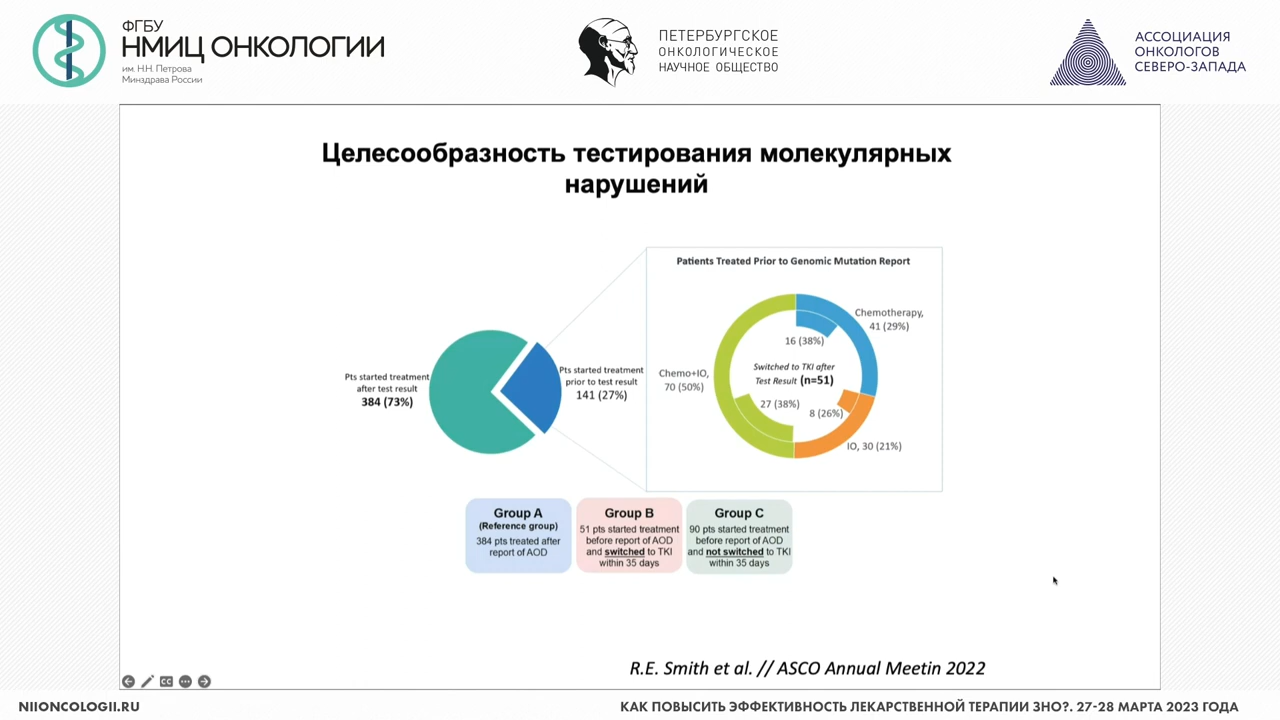 ФГБУ
НМИЦ ОНКОЛОГИИ
им. Н.Н. Петрова
Минздрава России
ПЕТЕРБУРГСКОЕ
ОНКОЛОГИЧЕСКОЕ
НАУЧНОЕ ОБЩЕСТВО
АССОЦИАЦИЯ
ОНКОЛОГОВ
СЕВЕРО-ЗАПАДА
Целесообразность тестирования молекулярных
нарушений
Patients Treated Prior to Genomic Mutation Report
Pts started treatment
after test result
384 (73%)
Pts started treatment
prior to test result
141 (27%)
Chemotherapy,
41 (29%)
16 (38%)
Switched to TKI after
Test Result (n=51)
Chemo+IO,
70 (50%)
27 (38%)
8 (26%)
IO, 30 (21%)
Group A
(Reference group)
384 pts treated after
report of AOD
Group B
51 pts started treatment
before report of AOD
and switched to TKI
within 35 days
Group C
90 pts started treatment
before report of AOD
and not switched to TKI
within 35 days
R.E. Smith et al. // ASCO Annual Meetin 2022
CC
NIIONCOLOGII.RU
КАК ПОВЫСИТЬ ЭФФЕКТИВНОСТЬ ЛЕКАРСТВЕННОЙ ТЕРАПИИ ЗНО?. 27-28 МАРТА 2023 ГОДА